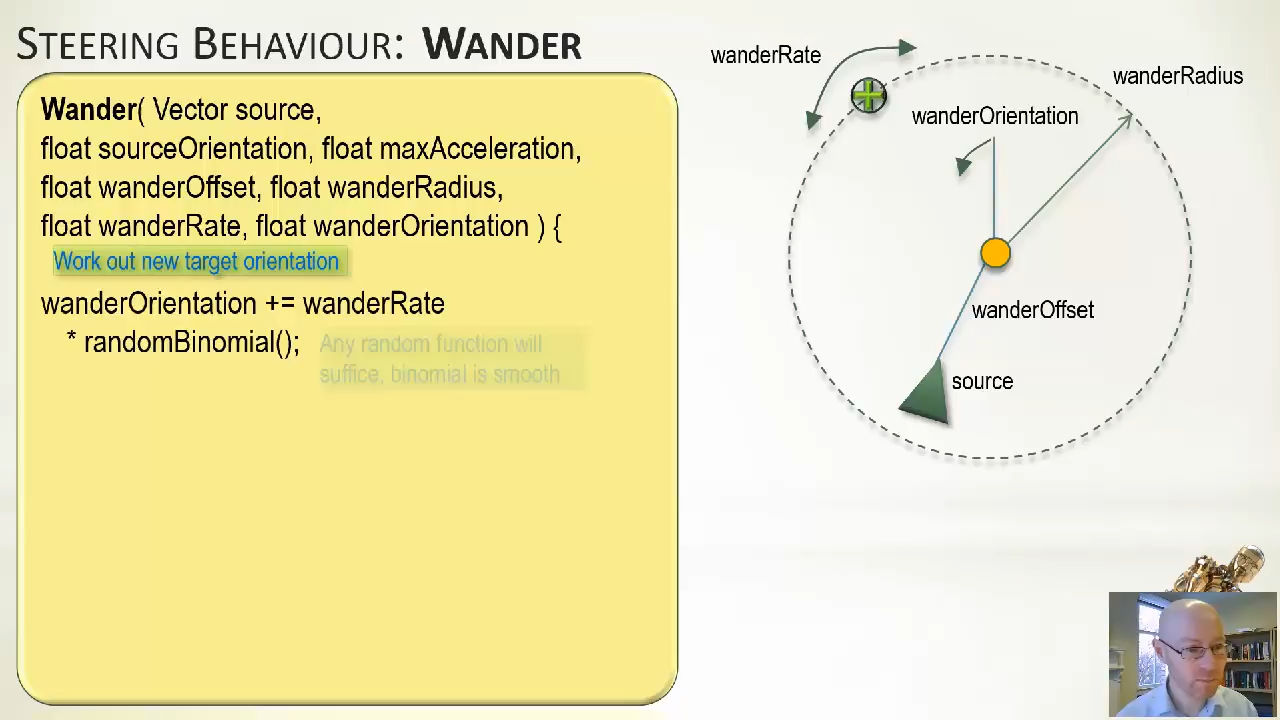 STEERING BEHAVIOUR: WANDER
Wander( Vector source,
float sourceOrientation, float maxAcceleration,
float wanderOffset, float wanderRadius,
float wanderRate, float wanderOrientation ) {
Work out new target orientation
wanderOrientation += wanderRate
* randomBinomial();
Any random function will
suffice, binomial is smooth
wanderRate
wanderRadius
wanderOrientation
wanderOffset
source